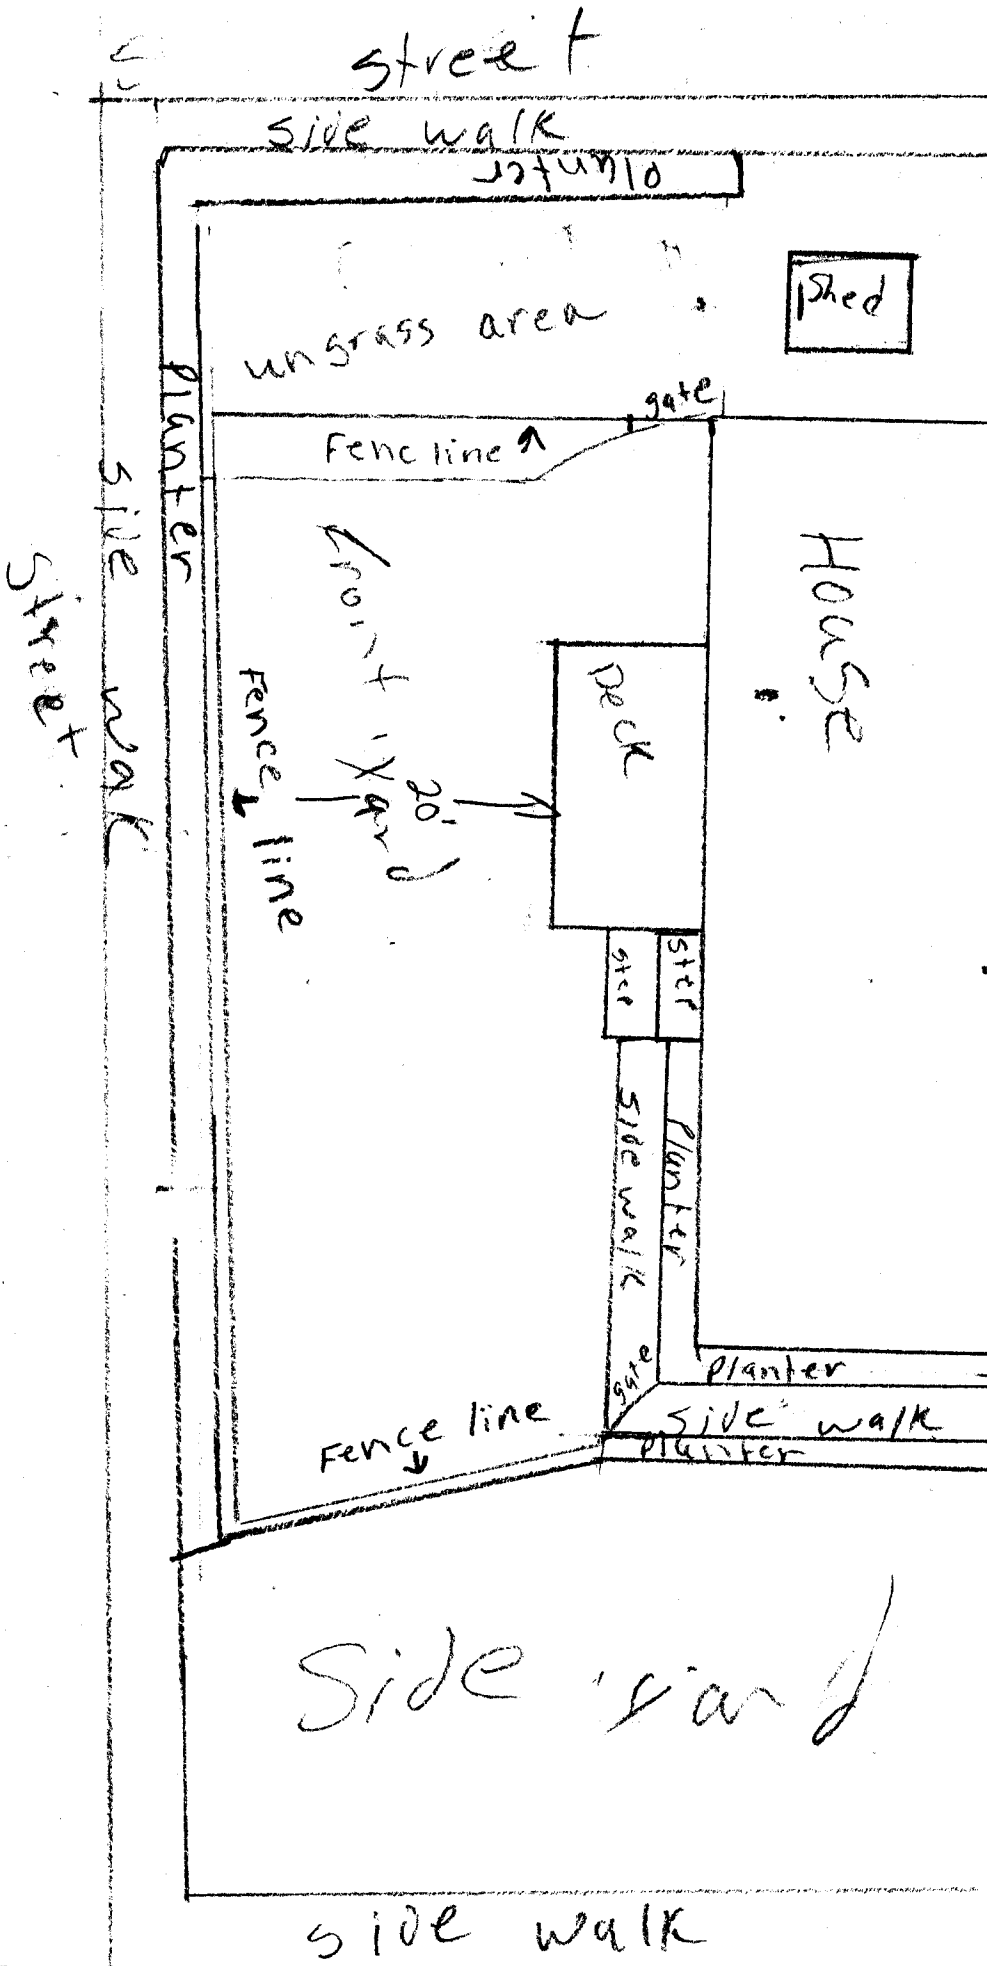 street
side walk
Planter
Shed
ungrass area
gate
Fenc line
Planter
side walk
Street
Front Yard
House
Deck
Fence line
20'
step
step
side walk
Planter
gate
Planter
side walk
Planter
Fence line
Side yard
side walk